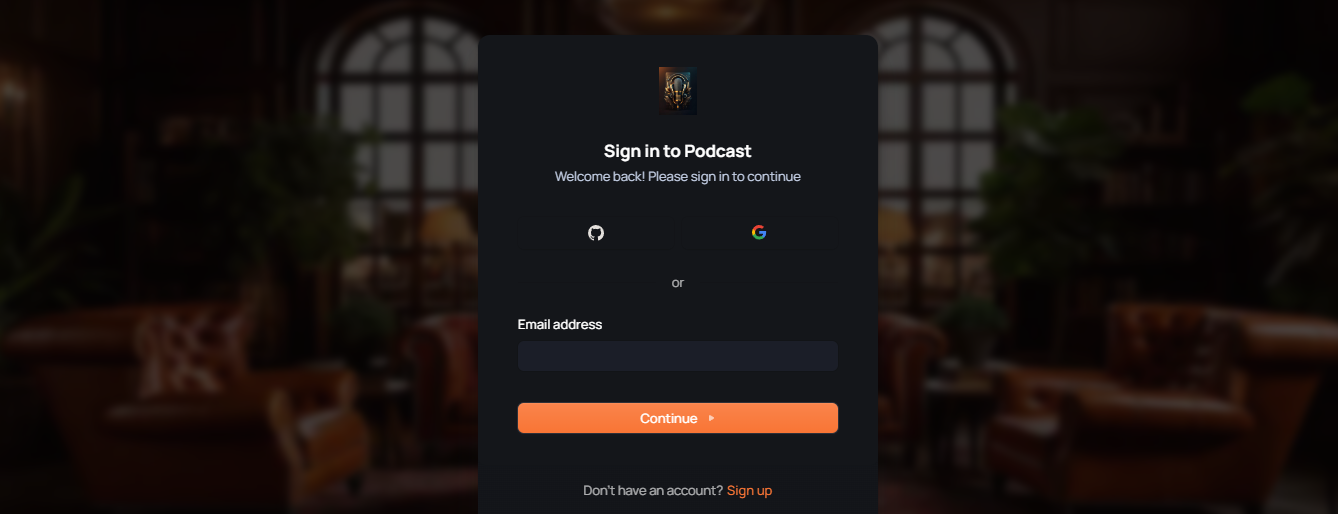 Sign in to Podcast
Welcome back! Please sign in to continue
or
Email address
Continue
Don't have an account? Sign up